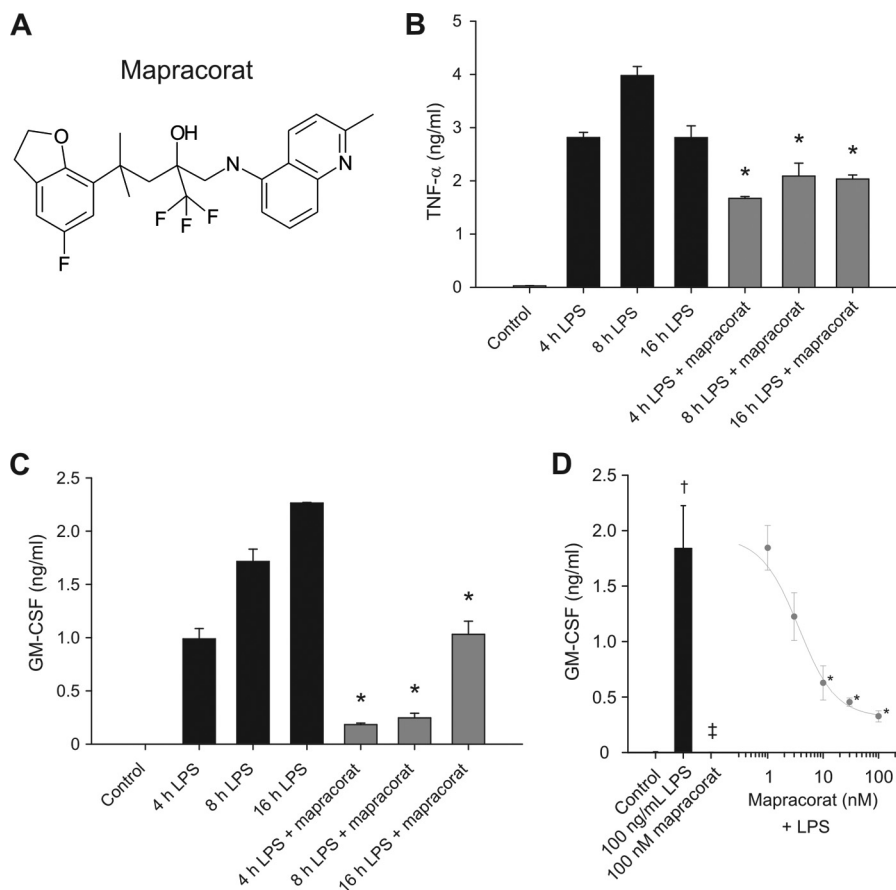 A
Mapracorat
O
OH
N
N
F
F
F
F
B
TNF-α (ng/ml)
5
4
3
2
1
0
*
*
*
Control
4 h LPS
8 h LPS
16 h LPS
4 h LPS + mapracorat
8 h LPS + mapracorat
16 h LPS + mapracorat
C
GM-CSF (ng/ml)
2.5
2.0
1.5
1.0
0.5
0
*
*
*
Control
4 h LPS
8 h LPS
16 h LPS
4 h LPS + mapracorat
8 h LPS + mapracorat
16 h LPS + mapracorat
D
GM-CSF (ng/ml)
2.5
2.0
1.5
1.0
0.5
0
†
‡
*
*
*
Control
100 ng/mL LPS
100 nM mapracorat
1 10 100
Mapracorat (nM)
+ LPS